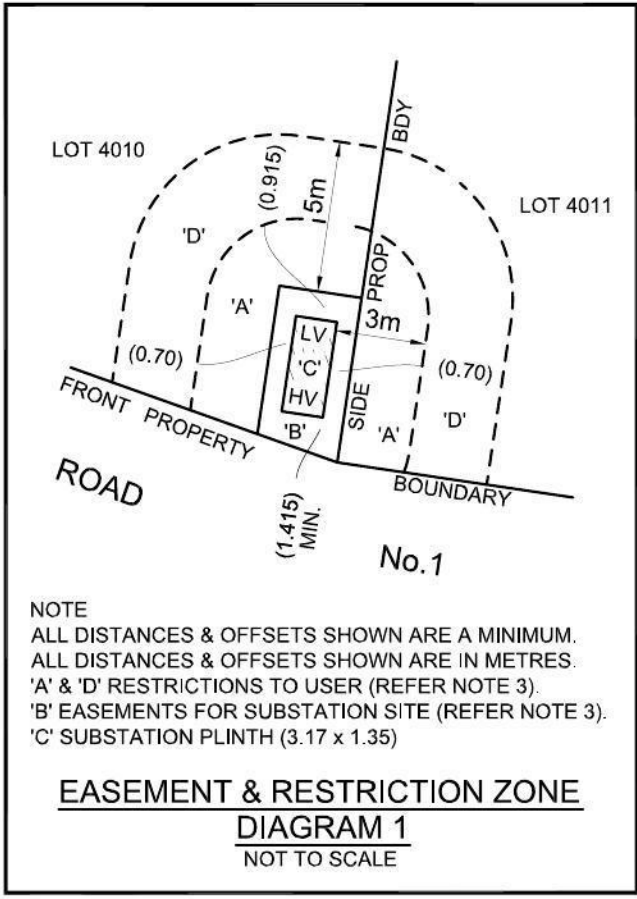 BDY
LOT 4010
(0.915)
5m
LOT 4011
'D'
PROP
'A'
3m
LV
(0.70)
'C'
(0.70)
HV
SIDE
FRONT PROPERTY
'B'
'A'
'D'
BOUNDARY
ROAD
(1.415)
MIN.
No.1
NOTE
ALL DISTANCES & OFFSETS SHOWN ARE A MINIMUM.
ALL DISTANCES & OFFSETS SHOWN ARE IN METRES.
'A' & 'D' RESTRICTIONS TO USER (REFER NOTE 3).
'B' EASEMENTS FOR SUBSTATION SITE (REFER NOTE 3).
'C' SUBSTATION PLINTH (3.17 x 1.35)
EASEMENT & RESTRICTION ZONE
DIAGRAM 1
NOT TO SCALE